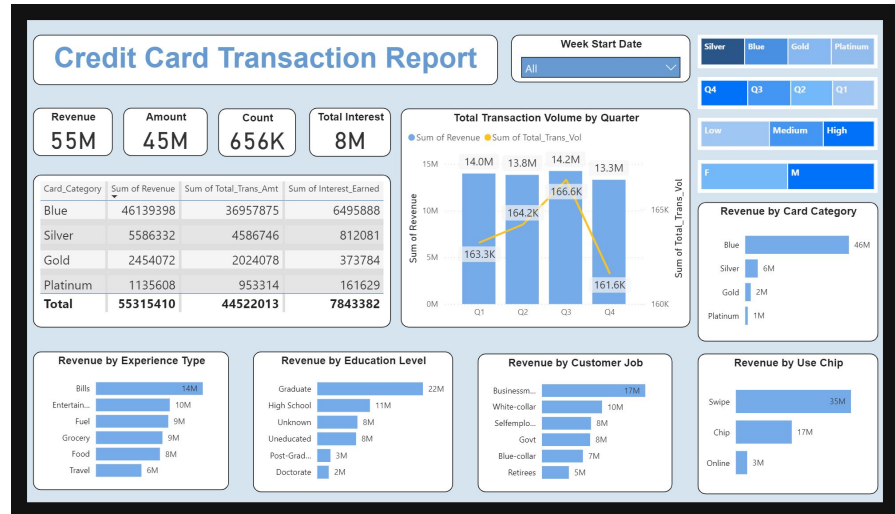 Credit Card Transaction Report
Week Start Date
All
Silver Blue Gold Platinum
Q4 Q3 Q2 Q1
Low Medium High
F M
Revenue
55M
Amount
45M
Count
656K
Total Interest
8M
Card_Category Sum of Revenue Sum of Total_Trans_Amt Sum of Interest_Earned
Blue 46139398 36957875 6495888
Silver 5586332 4586746 812081
Gold 2454072 2024078 373784
Platinum 1135608 953314 161629
Total 55315410 44522013 7843382
Total Transaction Volume by Quarter
Sum of Revenue Sum of Total_Trans_Vol
Sum of Revenue
15M
10M
5M
0M
14.0M 13.8M 14.2M 13.3M
163.3K 164.2K 166.6K 161.6K
Q1 Q2 Q3 Q4
165K
160K
Sum of Total_Trans_Vol
Revenue by Card Category
Blue 46M
Silver 6M
Gold 2M
Platinum 1M
Revenue by Experience Type
Bills 14M
Entertain... 10M
Fuel 9M
Grocery 9M
Food 8M
Travel 6M
Revenue by Education Level
Graduate 22M
High School 11M
Unknown 8M
Uneducated 8M
Post-Grad... 3M
Doctorate 2M
Revenue by Customer Job
Businessm... 17M
White-collar 10M
Selfemplo... 8M
Govt 8M
Blue-collar 7M
Retirees 5M
Revenue by Use Chip
Swipe 35M
Chip 17M
Online 3M